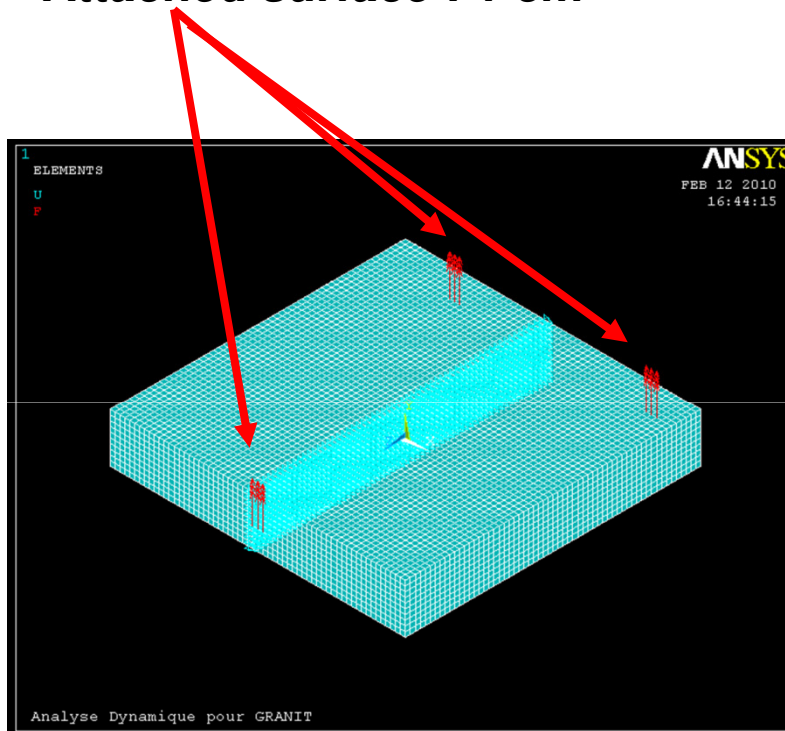 1
ELEMENTS
U
F
ANSYS
FEB 12 2010
16:44:15
Analyse Dynamique pour GRANIT